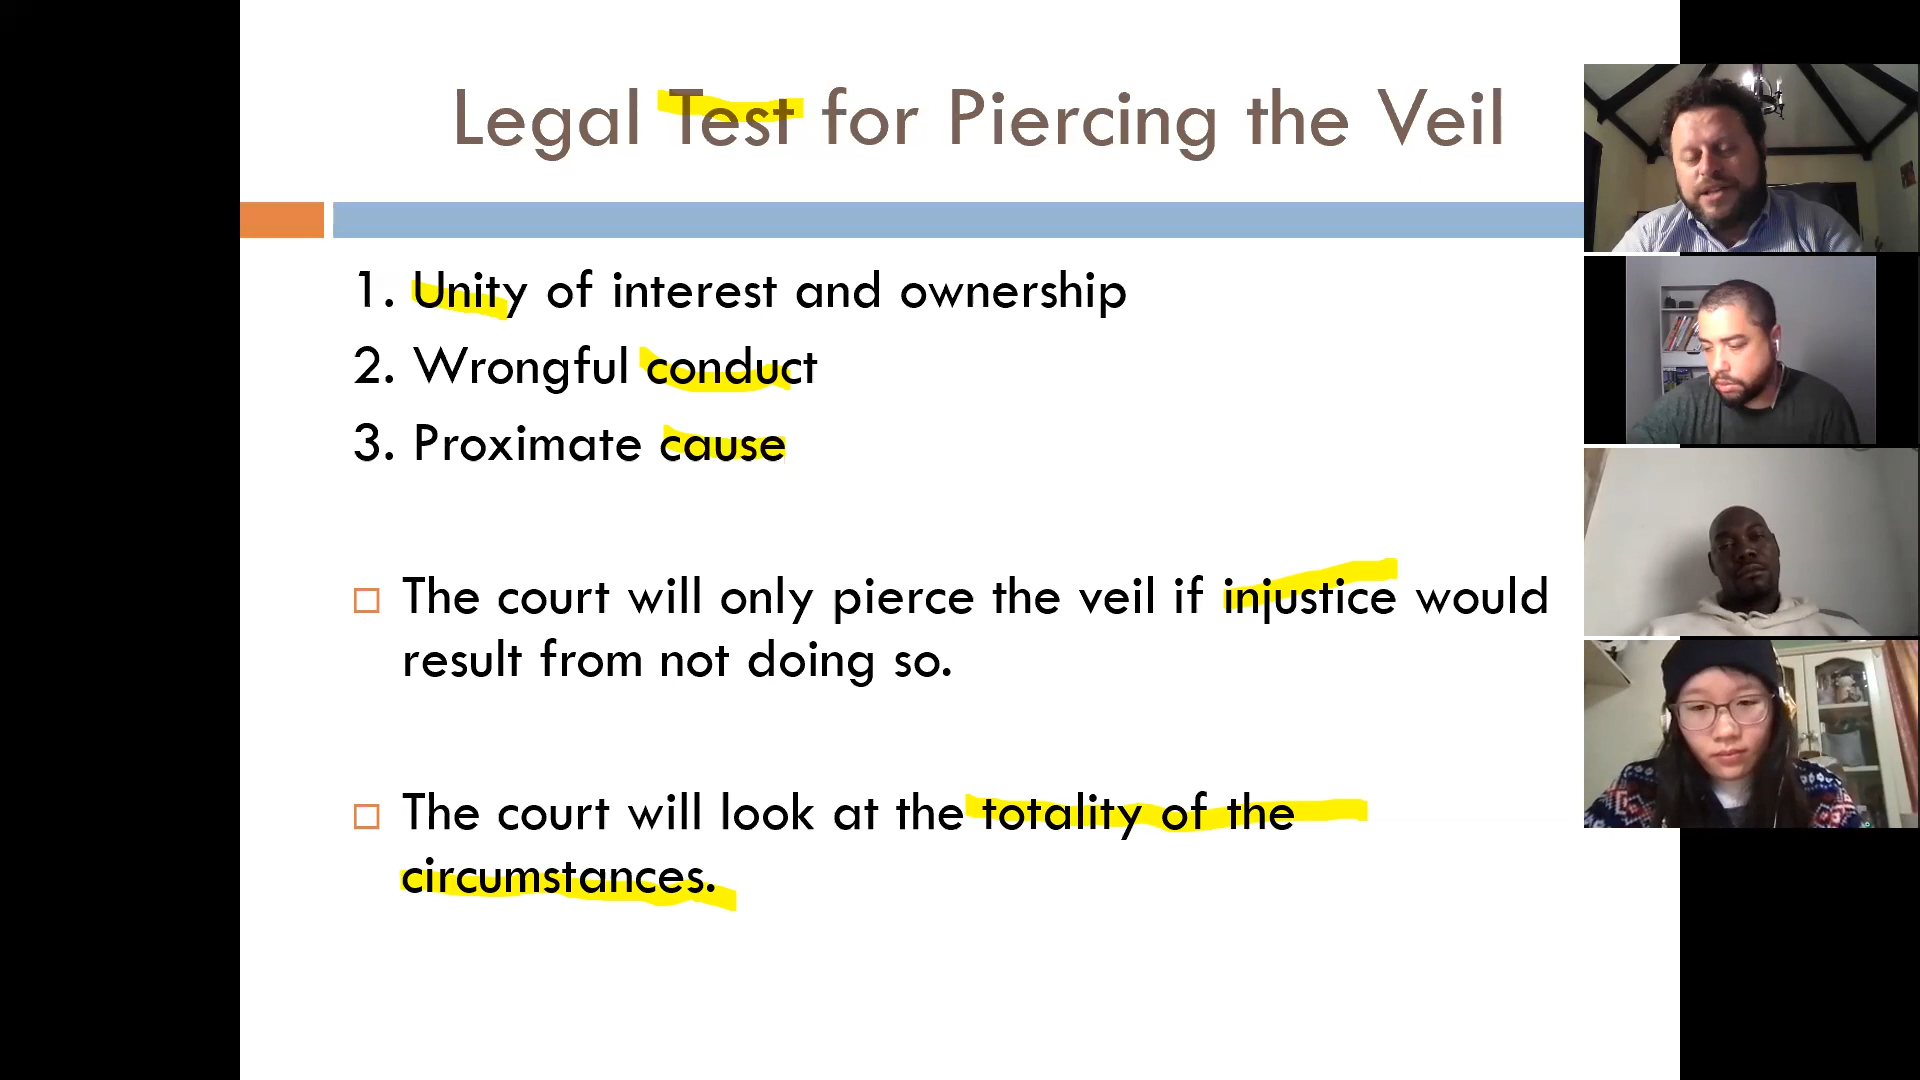 Legal Test for Piercing the Veil
1. Unity of interest and ownership
2. Wrongful conduct
3. Proximate cause
The court will only pierce the veil if injustice would
result from not doing so.
The court will look at the totality of the
circumstances.